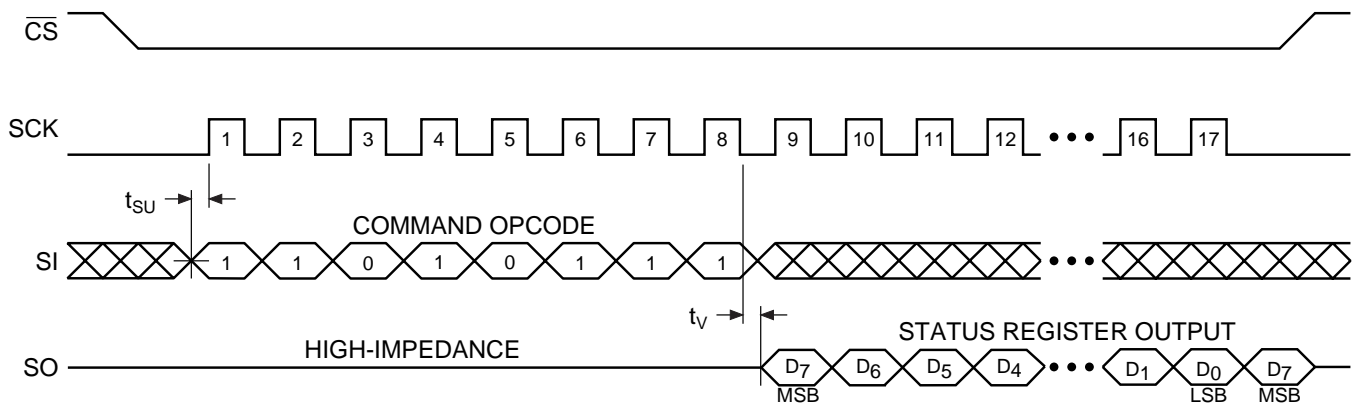 CS
SCK 1 2 3 4 5 6 7 8 9 10 11 12 16 17
tSU
COMMAND OPCODE
SI 1 1 0 1 0 1 1 1
tV
STATUS REGISTER OUTPUT
HIGH-IMPEDANCE
SO D7 D6 D5 D4 D1 D0 D7
MSB LSB MSB